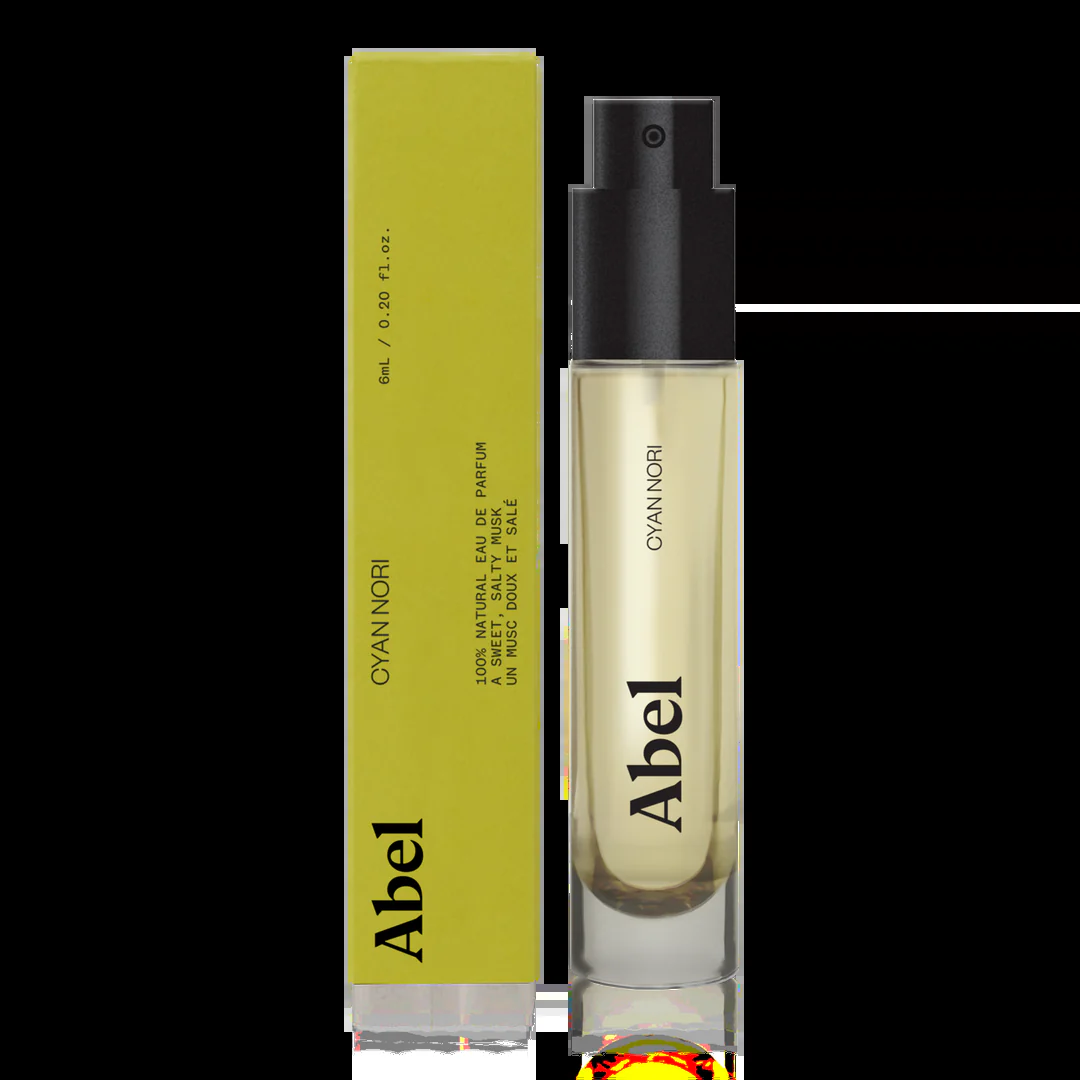 Abel
CYAN NORI
6mL / 0.20 fl.oz.
100% NATURAL EAU DE PARFUM
A SWEET, SALTY MUSK
UN MUSC DOUX ET SALÉ
Abel
CYAN NORI